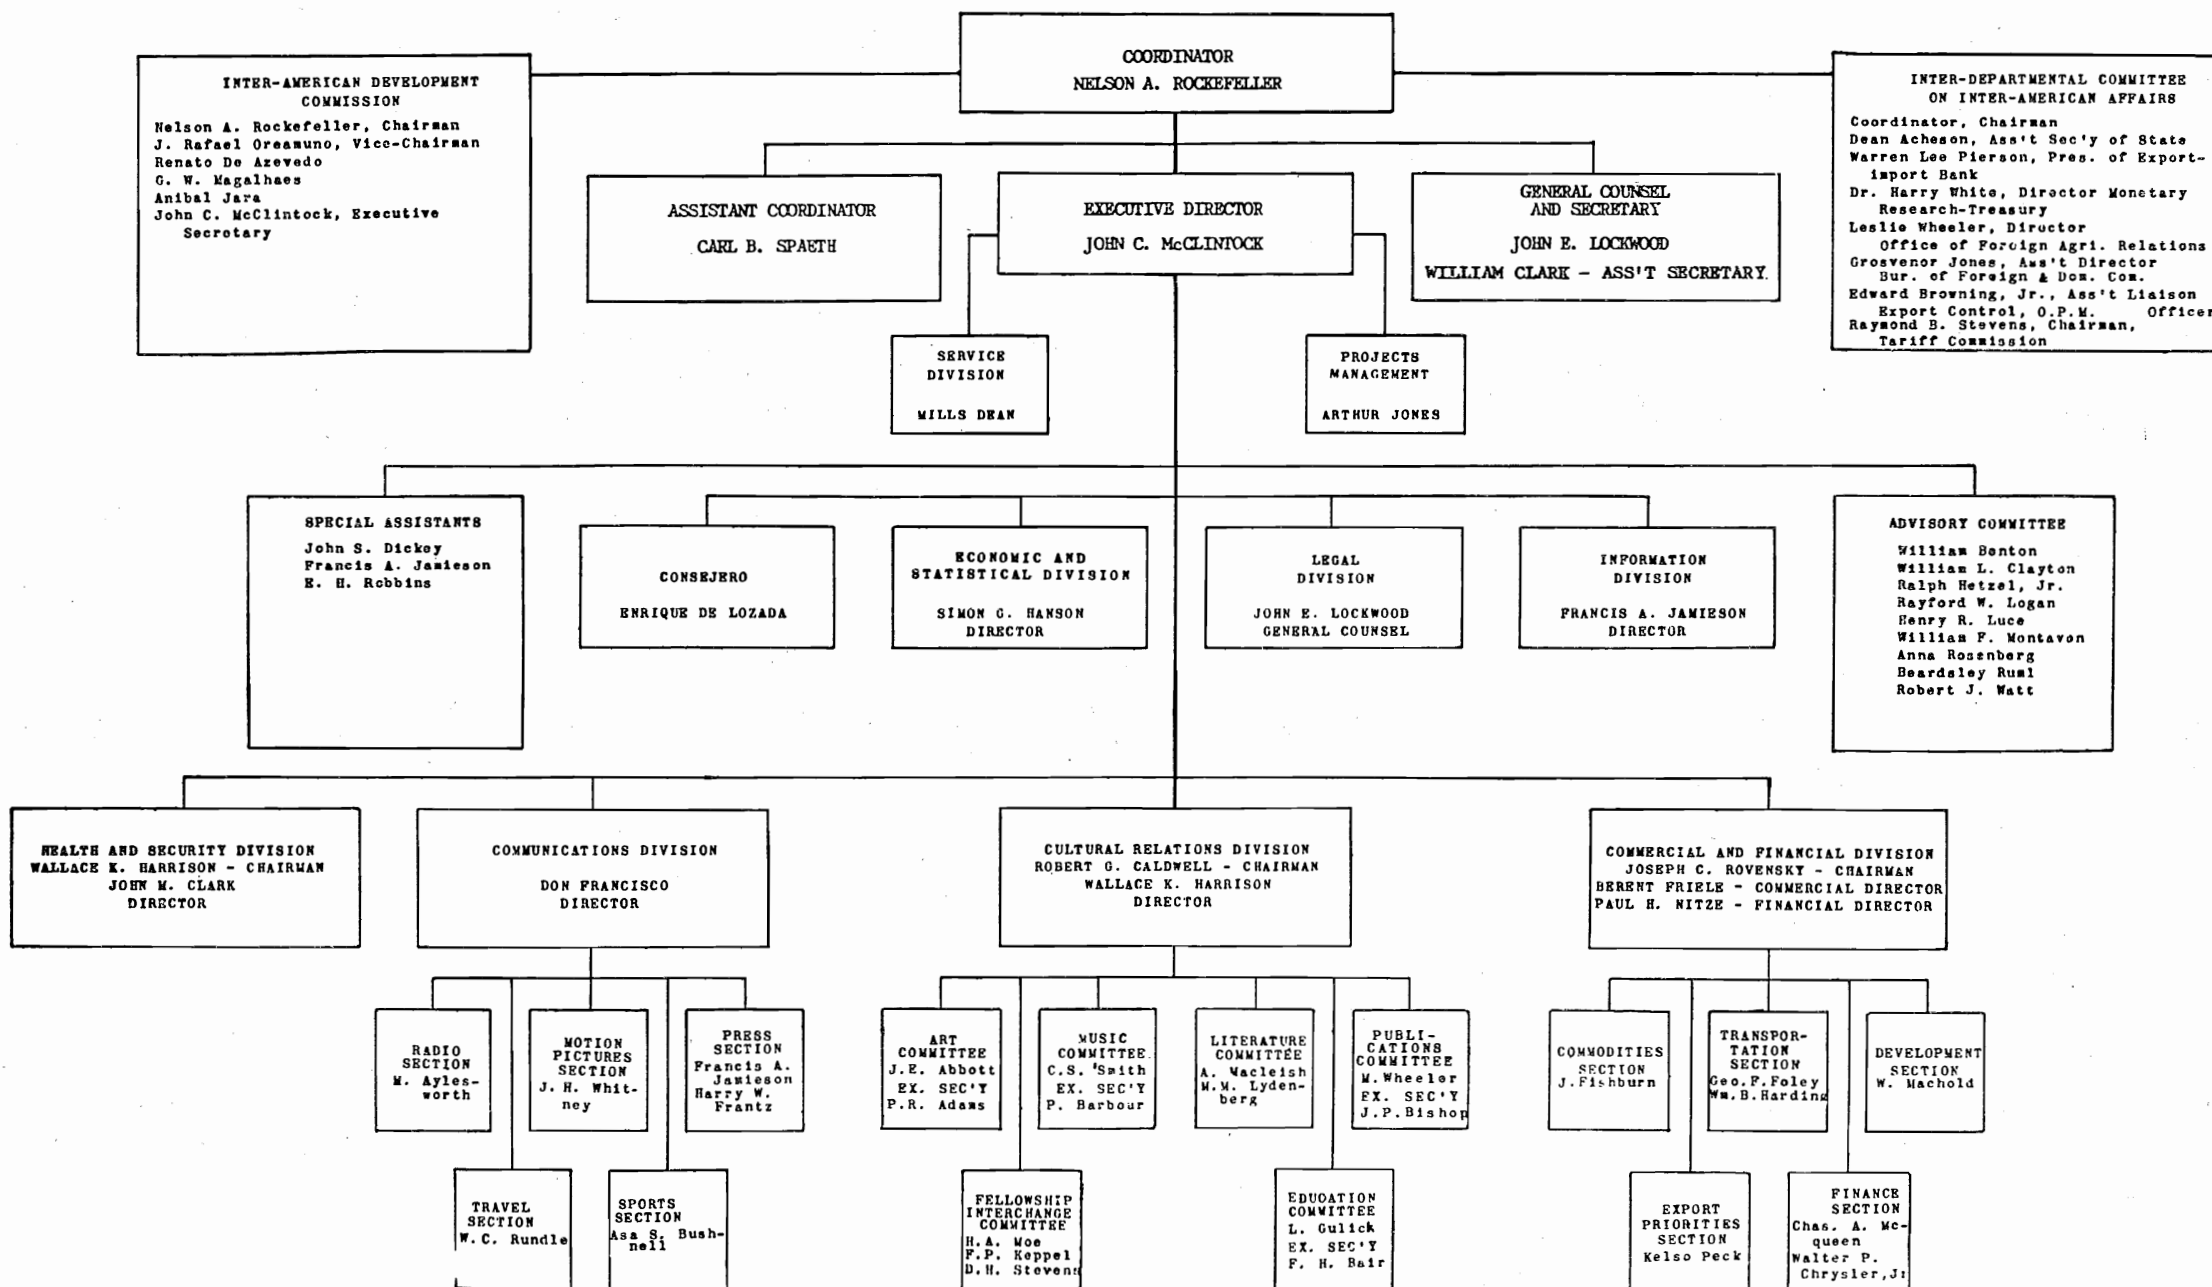 COORDINATOR
NELSON A. ROCKEFELLER
INTER-AMERICAN DEVELOPMENT
COMMISSION
Nelson A. Rockefeller, Chairman
J. Rafael Oreamuno, Vice-Chairman
Renato De Azevedo
G. W. Magalhaes
Anibal Jara
John C. McClintock, Executive
Secretary
INTER-DEPARTMENTAL COMMITTEE
ON INTER-AMERICAN AFFAIRS
Coordinator, Chairman
Dean Acheson, Ass't Sec'y of State
Warren Lee Pierson, Pres. of Export-
import Bank
Dr. Harry White, Director Monetary
Research-Treasury
Leslie Wheeler, Director
Office of Foreign Agri. Relations
Grosvenor Jones, Ass't Director
Bur. of Foreign & Dom. Com.
Edward Browning, Jr., Ass't Liaison
Export Control, O.P.M. Officer
Raymond B. Stevens, Chairman,
Tariff Commission
ASSISTANT COORDINATOR
CARL B. SPAETH
EXECUTIVE DIRECTOR
JOHN C. McCLINTOCK
GENERAL COUNSEL
AND SECRETARY
JOHN E. LOCKWOOD
WILLIAM CLARK - ASS'T SECRETARY.
SERVICE
DIVISION
MILLS DEAN
PROJECTS
MANAGEMENT
ARTHUR JONES
SPECIAL ASSISTANTS
John S. Dickey
Francis A. Jamieson
E. H. Robbins
CONSEJERO
ENRIQUE DE LOZADA
ECONOMIC AND
STATISTICAL DIVISION
SIMON G. HANSON
DIRECTOR
LEGAL
DIVISION
JOHN E. LOCKWOOD
GENERAL COUNSEL
INFORMATION
DIVISION
FRANCIS A. JAMIESON
DIRECTOR
ADVISORY COMMITTEE
William Benton
William L. Clayton
Ralph Hetzel, Jr.
Rayford W. Logan
Henry R. Luce
William F. Montavon
Anna Rosenberg
Beardsley Ruml
Robert J. Watt
HEALTH AND SECURITY DIVISION
WALLACE K. HARRISON - CHAIRMAN
JOHN M. CLARK
DIRECTOR
COMMUNICATIONS DIVISION
DON FRANCISCO
DIRECTOR
CULTURAL RELATIONS DIVISION
ROBERT G. CALDWELL - CHAIRMAN
WALLACE K. HARRISON
DIRECTOR
COMMERCIAL AND FINANCIAL DIVISION
JOSEPH C. ROVENSKY - CHAIRMAN
BERENT FRIELE - COMMERCIAL DIRECTOR
PAUL H. NITZE - FINANCIAL DIRECTOR
RADIO
SECTION
M. Ayles-
worth
MOTION
PICTURES
SECTION
J. H. Whit-
ney
PRESS
SECTION
Francis A.
Jamieson
Harry W.
Frantz
ART
COMMITTEE
J.E. Abbott
EX. SEC'Y
P.R. Adams
MUSIC
COMMITTEE
C.S. Smith
EX. SEC'Y
P. Barbour
LITERATURE
COMMITTEE
A. Macleish
M.M. Lyden-
berg
PUBLI-
CATIONS
COMMITTEE
M. Wheeler
EX. SEC'Y
J.P. Bishop
COMMODITIES
SECTION
J. Fishburn
TRANSPOR-
TATION
SECTION
Geo. F. Foley
Wm. B. Harding
DEVELOPMENT
SECTION
W. Machold
TRAVEL
SECTION
W.C. Rundle
SPORTS
SECTION
Asa S. Bush-
nell
FELLOWSHIP
INTERCHANGE
COMMITTEE
H.A. Moe
F.P. Keppel
D.H. Stevens
EDUCATION
COMMITTEE
L. Gulick
EX. SEC'Y
F. H. Bair
EXPORT
PRIORITIES
SECTION
Kelso Peck
FINANCE
SECTION
Chas. A. Mc-
queen
Walter P.
Chrysler, J